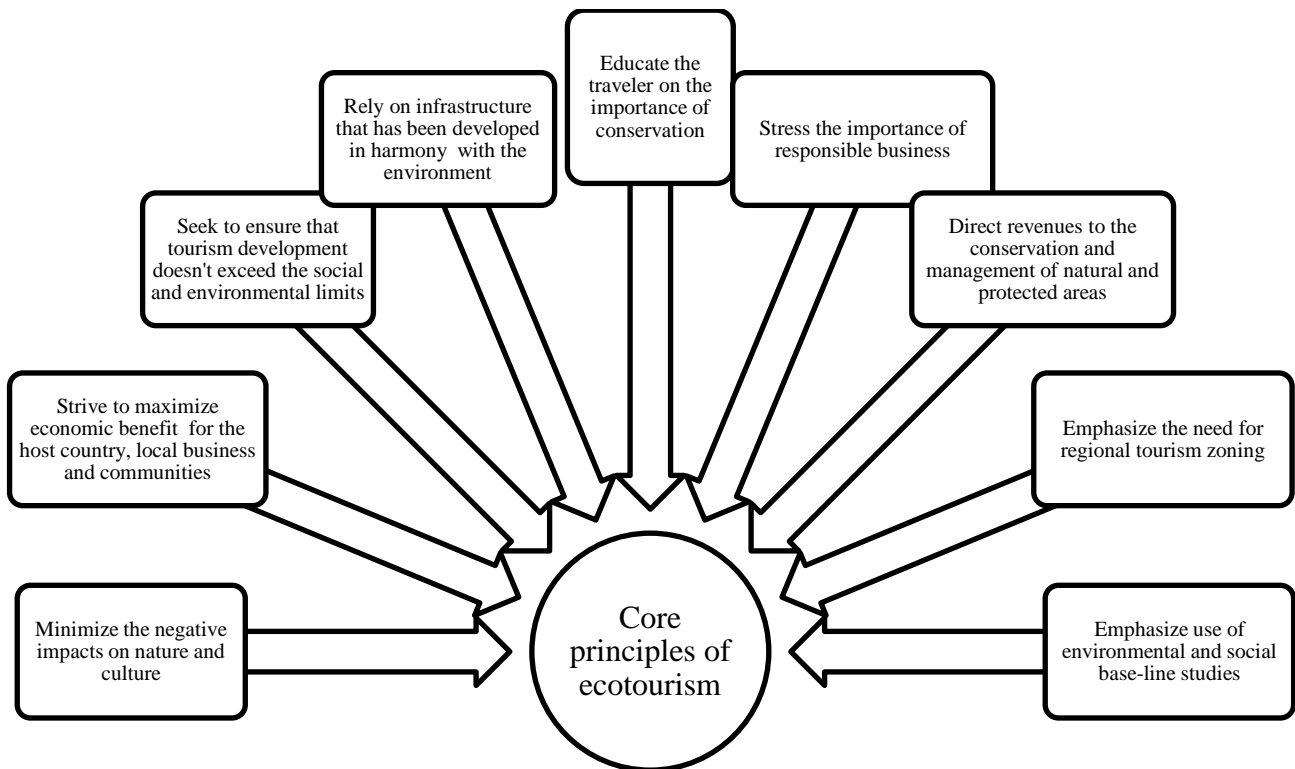 Educate the
traveler on the
importance of
conservation
Rely on infrastructure
that has been developed
in harmony with the
environment
Stress the importance of
responsible business
Seek to ensure that
tourism development
doesn't exceed the social
and environmental limits
Direct revenues to the
conservation and
management of natural and
protected areas
Strive to maximize
economic benefit for the
host country, local business
and communities
Emphasize the need for
regional tourism zoning
Minimize the negative
impacts on nature and
culture
Core
principles of
ecotourism
Emphasize use of
environmental and social
base-line studies